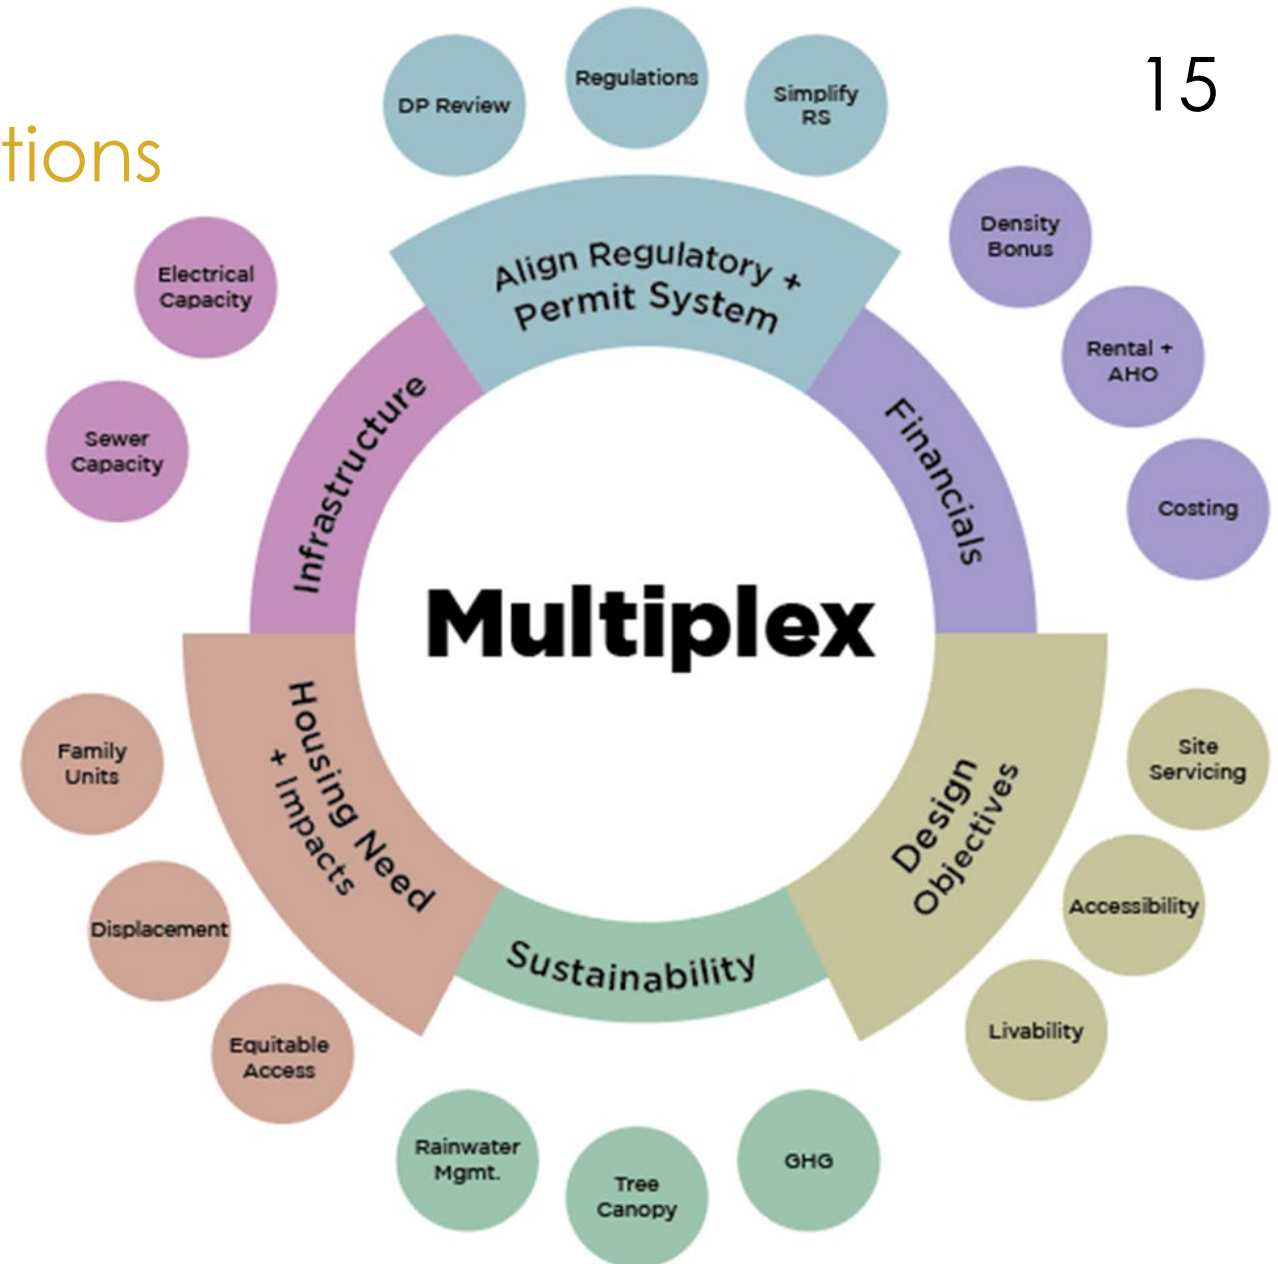 15
tions
DP Review
Regulations
Simplify
RS
Density
Bonus
Rental +
AHO
Costing
Electrical
Capacity
Sewer
Capacity
Align Regulatory +
Permit System
Infrastructure
Financials
Multiplex
Housing Need
+ Impacts
Design
Objectives
Sustainability
Family
Units
Displacement
Equitable
Access
Site
Servicing
Accessibility
Livability
Rainwater
Mgmt.
Tree
Canopy
GHG